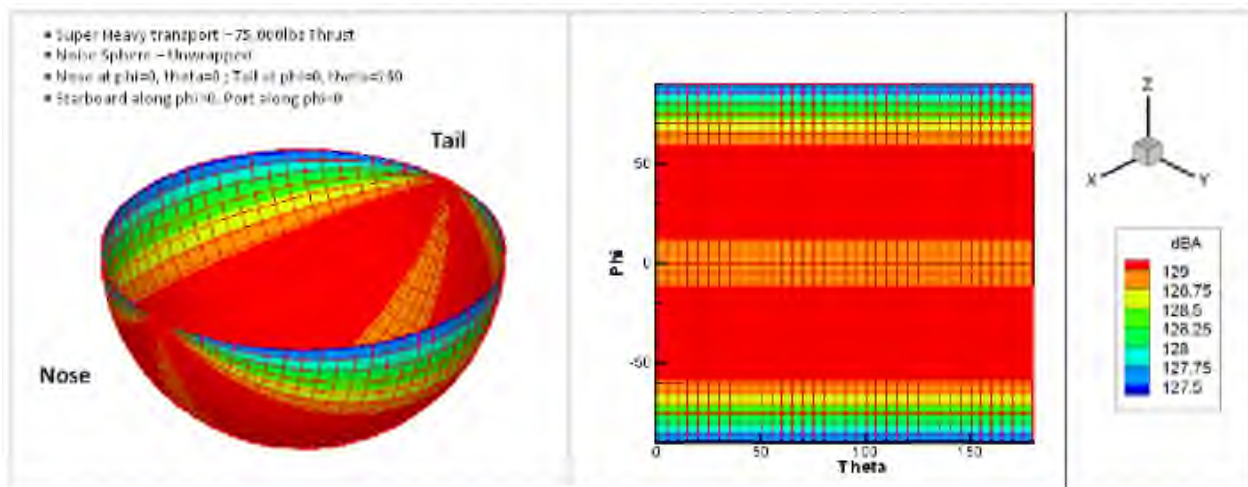 Super Heavy transport ~75,000lbs Thrust
Noise Sphere – Unwrapped
Nose at phi=0, theta=0 ; Tail at phi=0, theta=180
Starboard along phi>0, Port along phi<0
Tail
Nose
50
0
-50
Phi
0
50
100
150
Theta
Z
X
Y
dBA
129
128.75
128.5
128.25
128
127.75
127.5